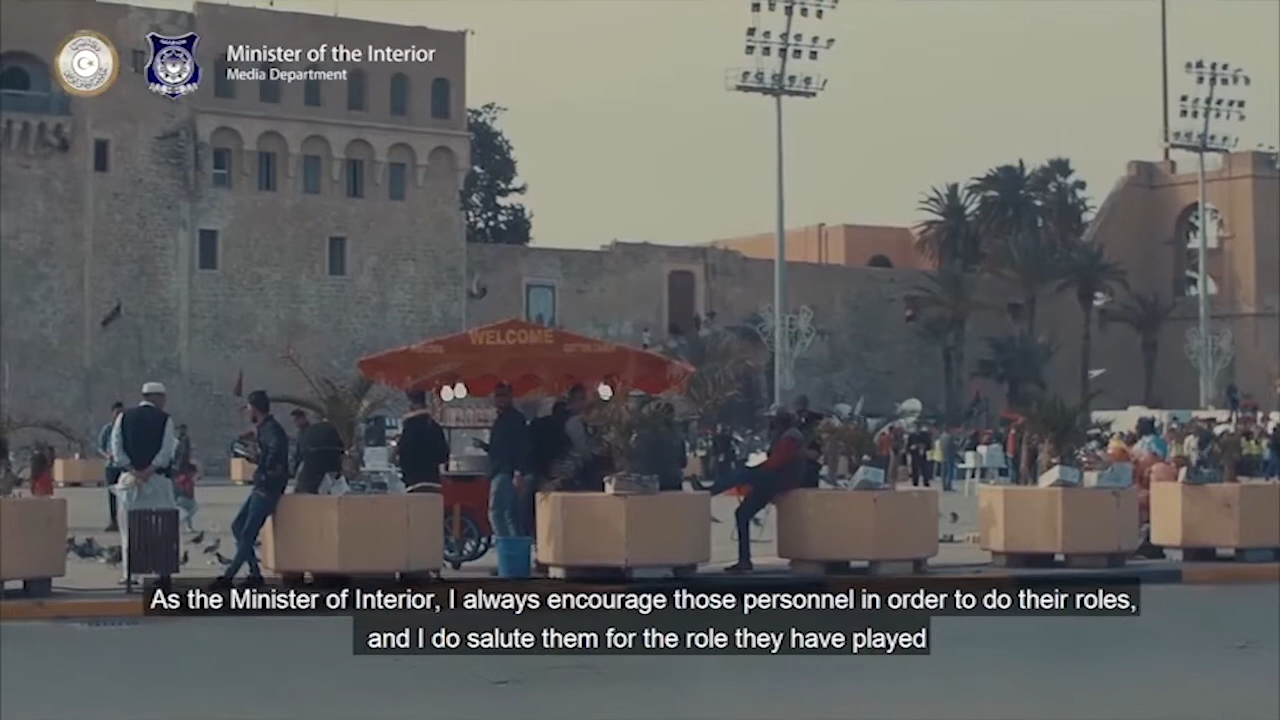 Minister of the Interior
Media Department
WELCOME
As the Minister of Interior, I always encourage those personnel in order to do their roles,
and I do salute them for the role they have played